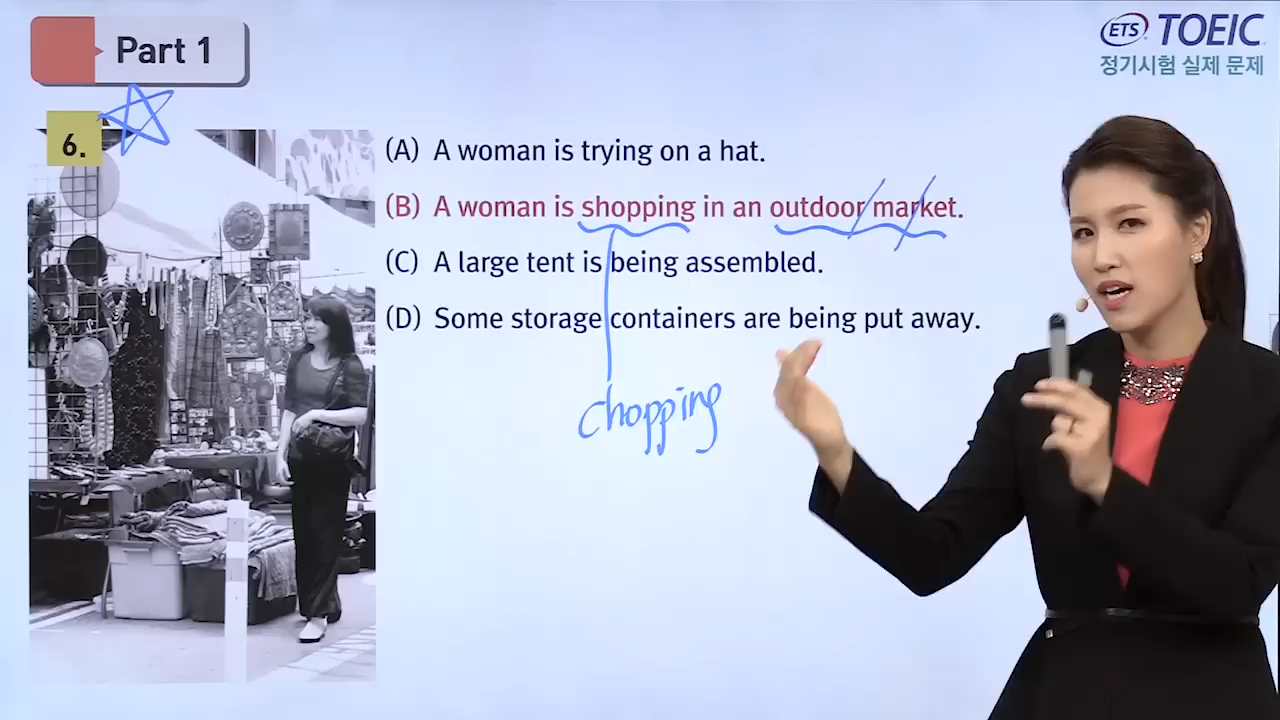 Part 1
ETS TOEIC
정기시험 실제 문제
6.
(A) A woman is trying on a hat.
(B) A woman is shopping in an outdoor market.
(C) A large tent is being assembled.
(D) Some storage containers are being put away.
chopping